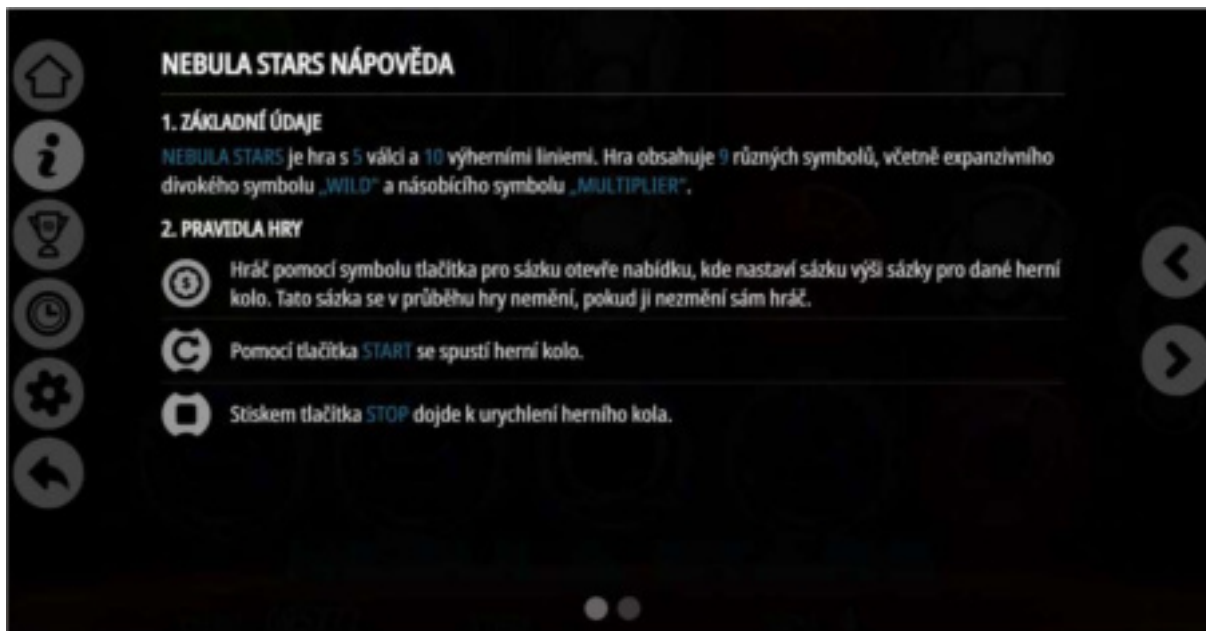 NEBULA STARS NÁPOVĚDA
1. ZÁKLADNÍ ÚDAJE
NEBULA STARS je hra s 5 válci a 10 výherními liniemi. Hra obsahuje 9 různých symbolů, včetně expanzivního
divokého symbolu „WILD“ a násobícího symbolu „MULTIPLIER“.
2. PRAVIDLA HRY
Hráč pomocí symbolu tlačítka pro sázku otevře nabídku, kde nastaví sázku výši sázky pro dané herní
kolo. Tato sázka se v průběhu hry nemění, pokud ji nezmění sám hráč.
Pomocí tlačítka START se spustí herní kolo.
Stiskem tlačítka STOP dojde k urychlení herního kola.